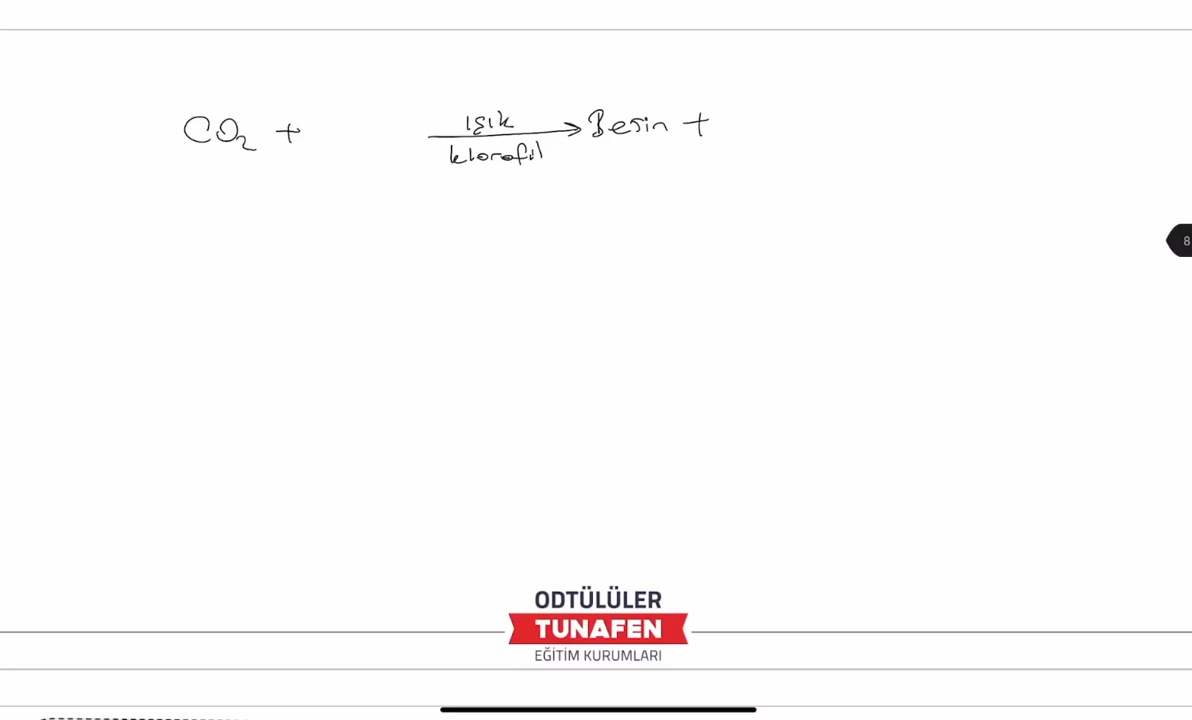 CO₂ + ışık → Besin +
klorofil
8
ODTÜLÜLER
TUNAFEN
EĞİTİM KURUMLARI